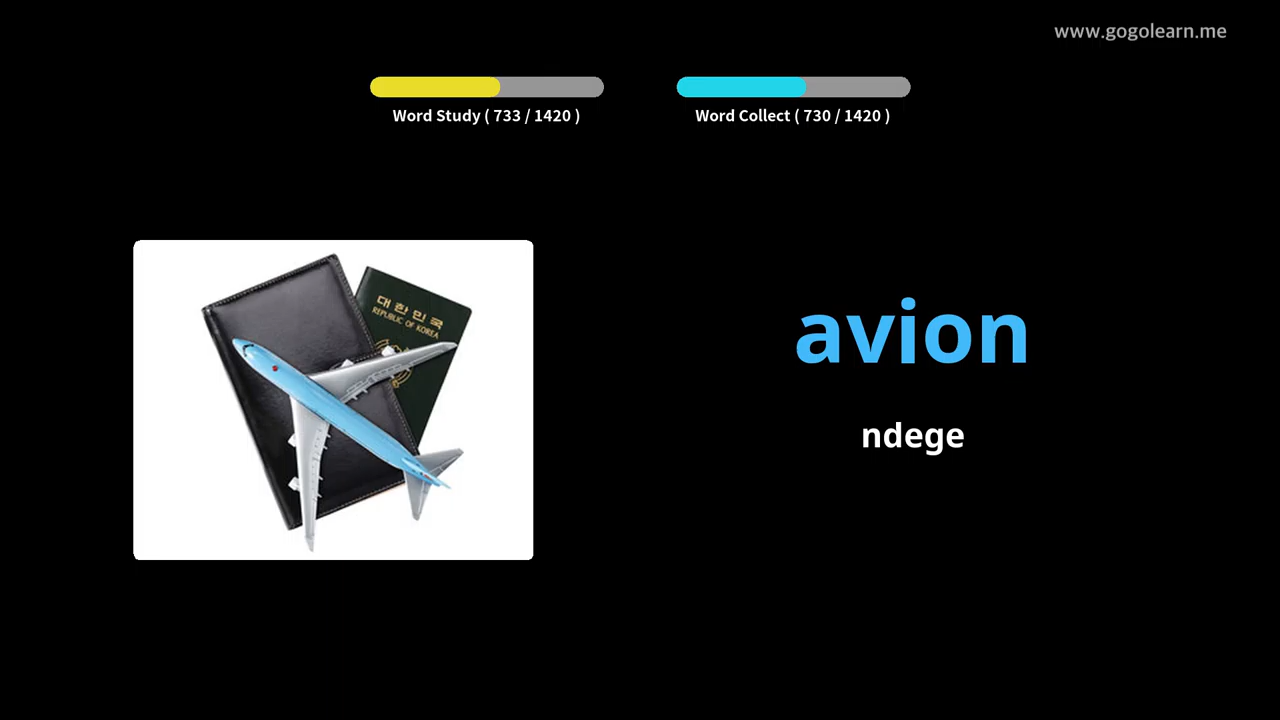 www.gogolearn.me
Word Study ( 733 / 1420 )
Word Collect ( 730 / 1420 )
대한민국
REPUBLIC OF KOREA
avion
ndege